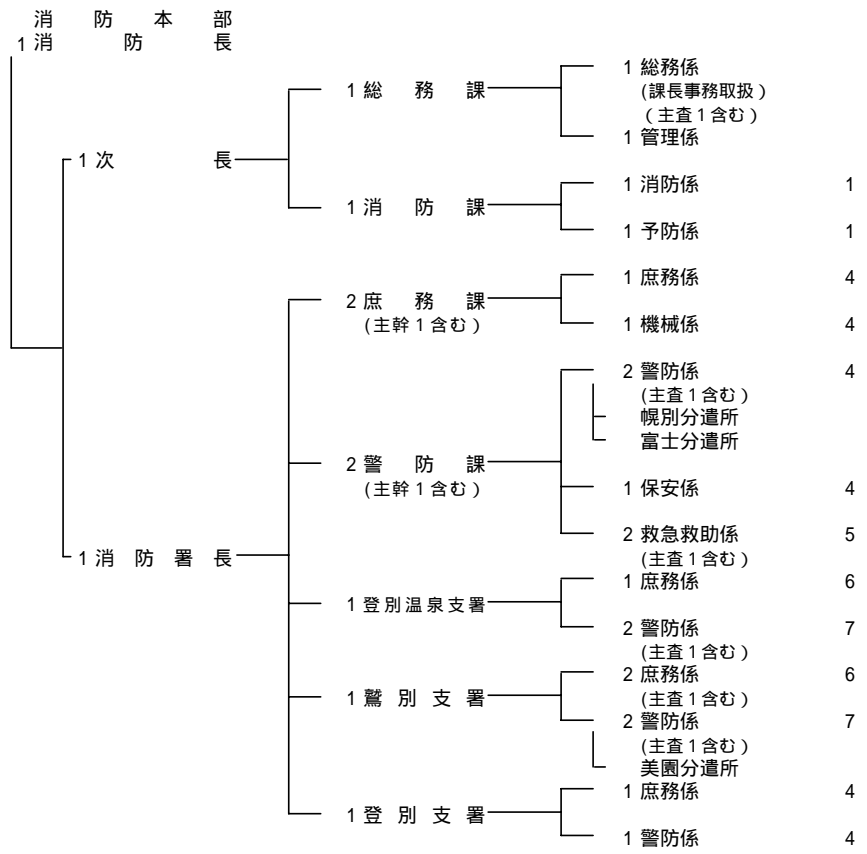 消防本部
1 消防長
1 総務係
1 総務課
(課長事務取扱)
(主査1含む)
1 管理係
1 次長
1 消防係 1
1 消防課
1 予防係 1
1 庶務係 4
2 庶務課
(主幹1含む)
1 機械係 4
2 警防係 4
(主査1含む)
幌別分遣所
富士分遣所
2 警防課
(主幹1含む)
1 保安係 4
2 救急救助係 5
(主査1含む)
1 消防署長
1 庶務係 6
1 登別温泉支署
2 警防係 7
(主査1含む)
2 庶務係 6
(主査1含む)
1 鷲別支署
2 警防係 7
(主査1含む)
美園分遣所
1 庶務係 4
1 登別支署
1 警防係 4